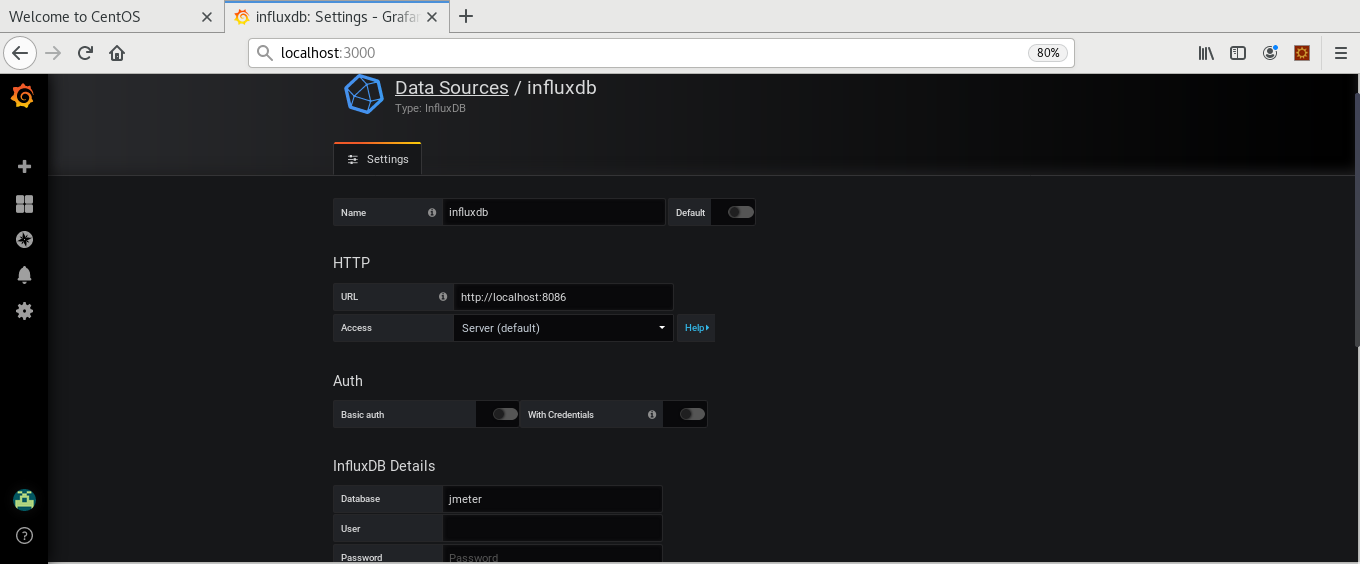 Welcome to CentOS
influxdb: Settings - Grafan
localhost:3000
80%
Data Sources / influxdb
Type: InfluxDB
Settings
Name influxdb Default
HTTP
URL http://localhost:8086
Access Server (default) Help
Auth
Basic auth With Credentials
InfluxDB Details
Database jmeter
User
Password Password